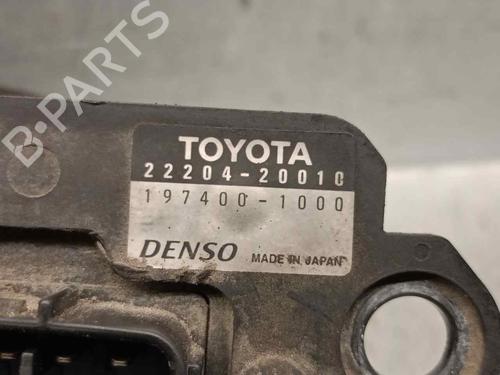 B-PARTS
TOYOTA
22204-20010
197400-1000
DENSO MADE IN JAPAN